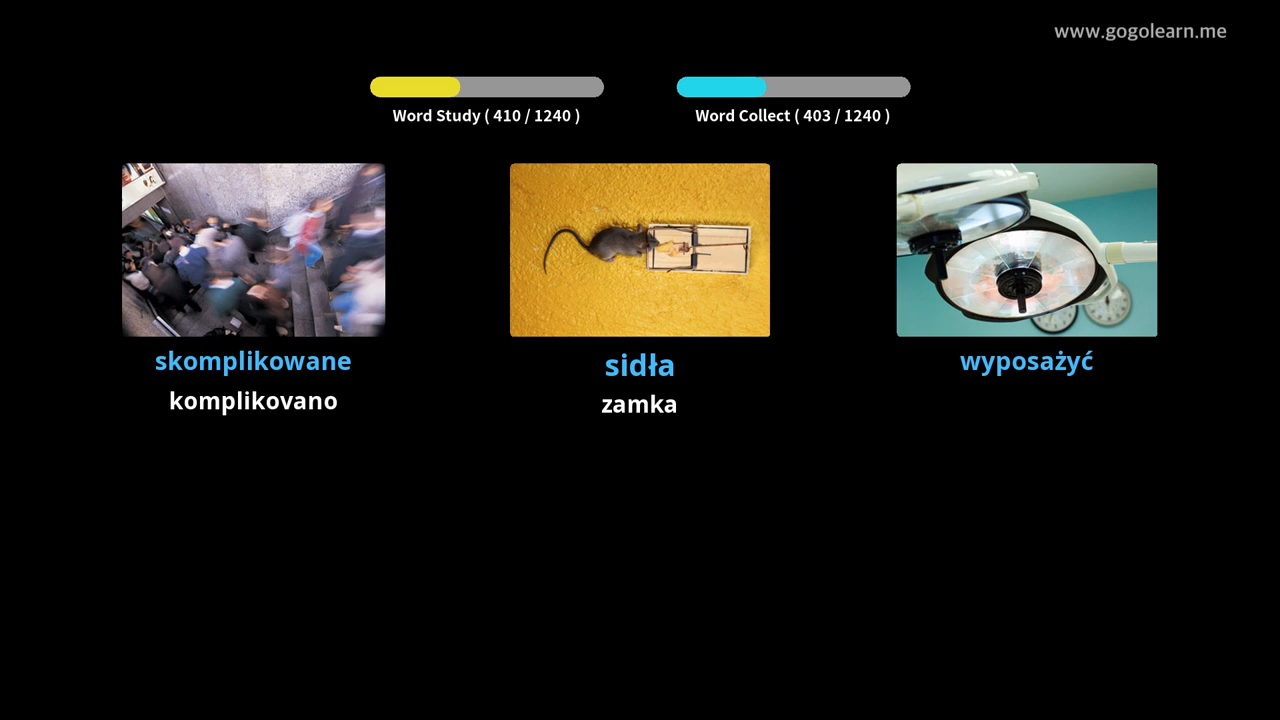 www.gogolearn.me
Word Study ( 410 / 1240 )
Word Collect ( 403 / 1240 )
skomplikowane
sidła
wyposażyć
komplikovano
zamka